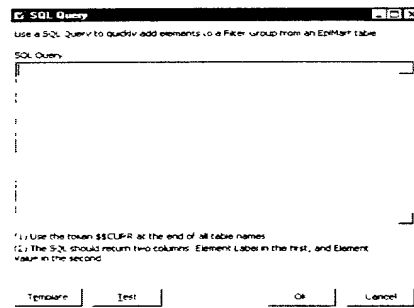 SQL Query
Use a SQL Query to quickly add elements to a Filter Group from an EpiMart table
SQL Query
(1) Use the token $$CURR at the end of all table names
(2) The SQL should return two columns: Element Label in the first, and Element
Value in the second
Template Test Ok Cancel